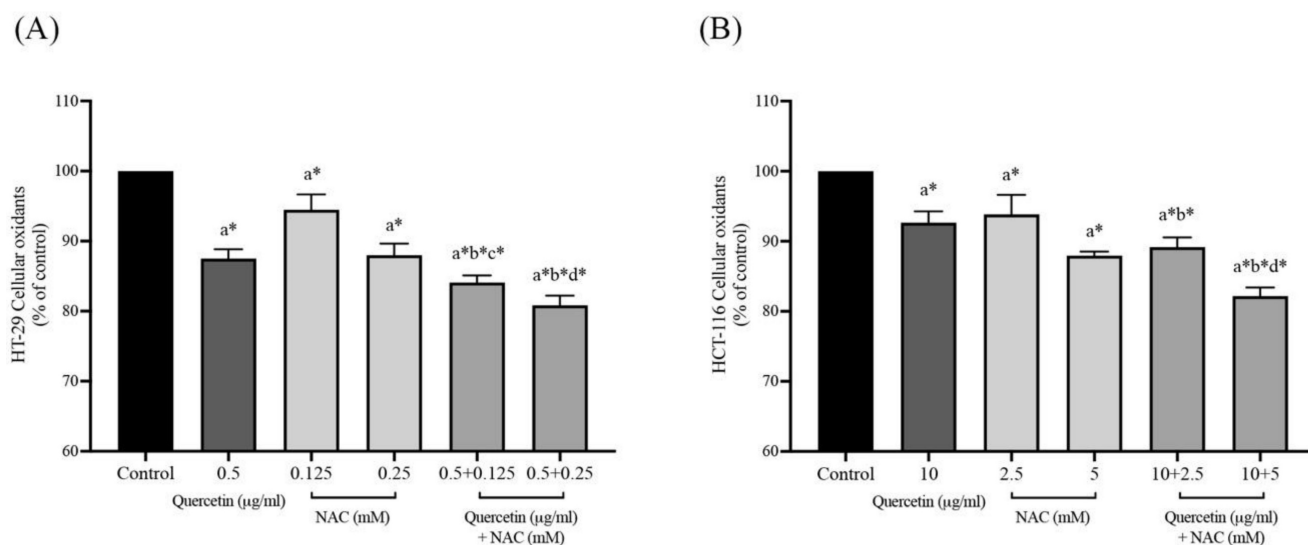 (A)
HT-29 Cellular oxidants
(% of control)
110
100
90
80
70
60
a*
a*
a*
a*b*c*
a*b*d*
Control
0.5
0.125
0.25
0.5+0.125
0.5+0.25
Quercetin (μg/ml)
NAC (mM)
Quercetin (μg/ml)
+ NAC (mM)
(B)
HCT-116 Cellular oxidants
(% of control)
110
100
90
80
70
60
a*
a*
a*
a*b*
a*b*d*
Control
10
2.5
5
10+2.5
10+5
Quercetin (μg/ml)
NAC (mM)
Quercetin (μg/ml)
+ NAC (mM)